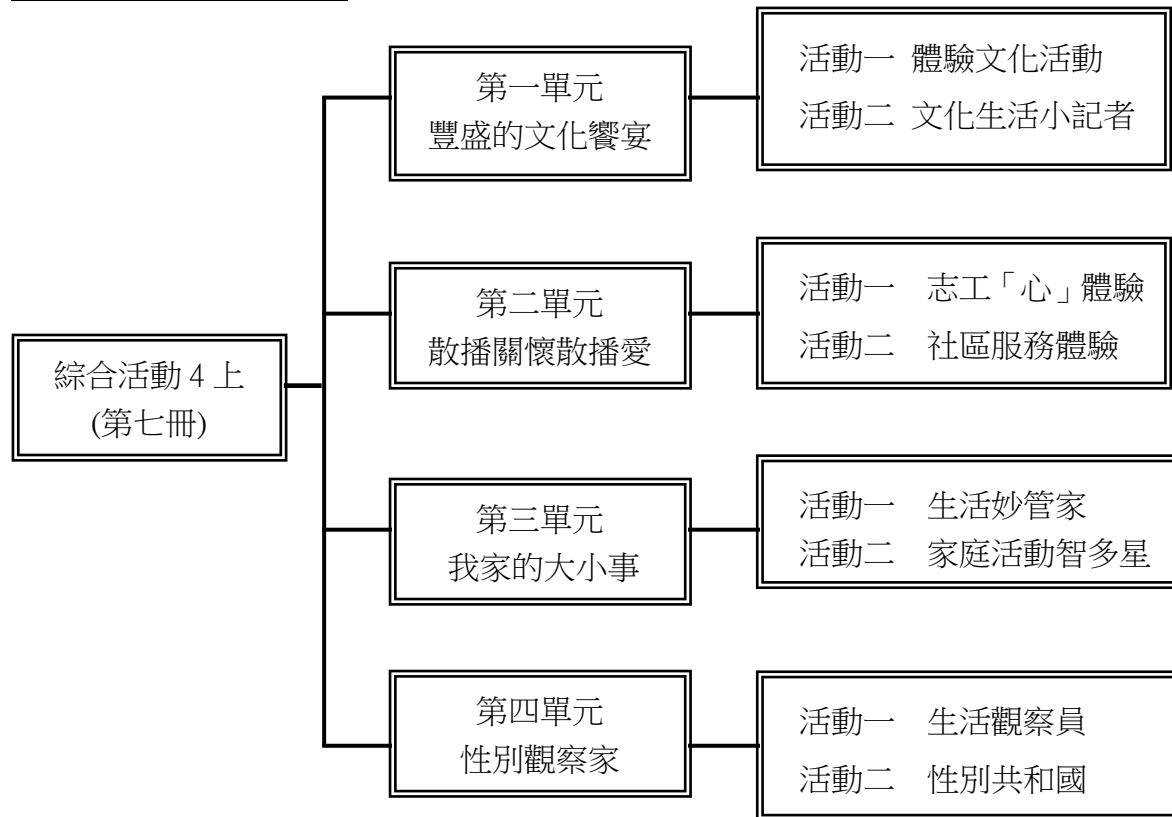 綜合活動 4 上
(第七冊)
第一單元
豐盛的文化饗宴
活動一 體驗文化活動
活動二 文化生活小記者
第二單元
散播關懷散播愛
活動一 志工「心」體驗
活動二 社區服務體驗
第三單元
我家的大小事
活動一 生活妙管家
活動二 家庭活動智多星
第四單元
性別觀察家
活動一 生活觀察員
活動二 性別共和國